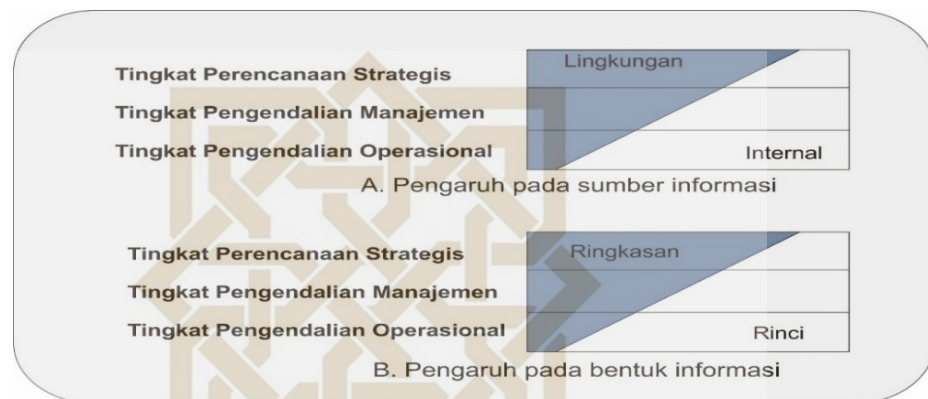 Tingkat Perencanaan Strategis
Lingkungan
Tingkat Pengendalian Manajemen
Tingkat Pengendalian Operasional
Internal
A. Pengaruh pada sumber informasi
Tingkat Perencanaan Strategis
Ringkasan
Tingkat Pengendalian Manajemen
Tingkat Pengendalian Operasional
Rinci
B. Pengaruh pada bentuk informasi